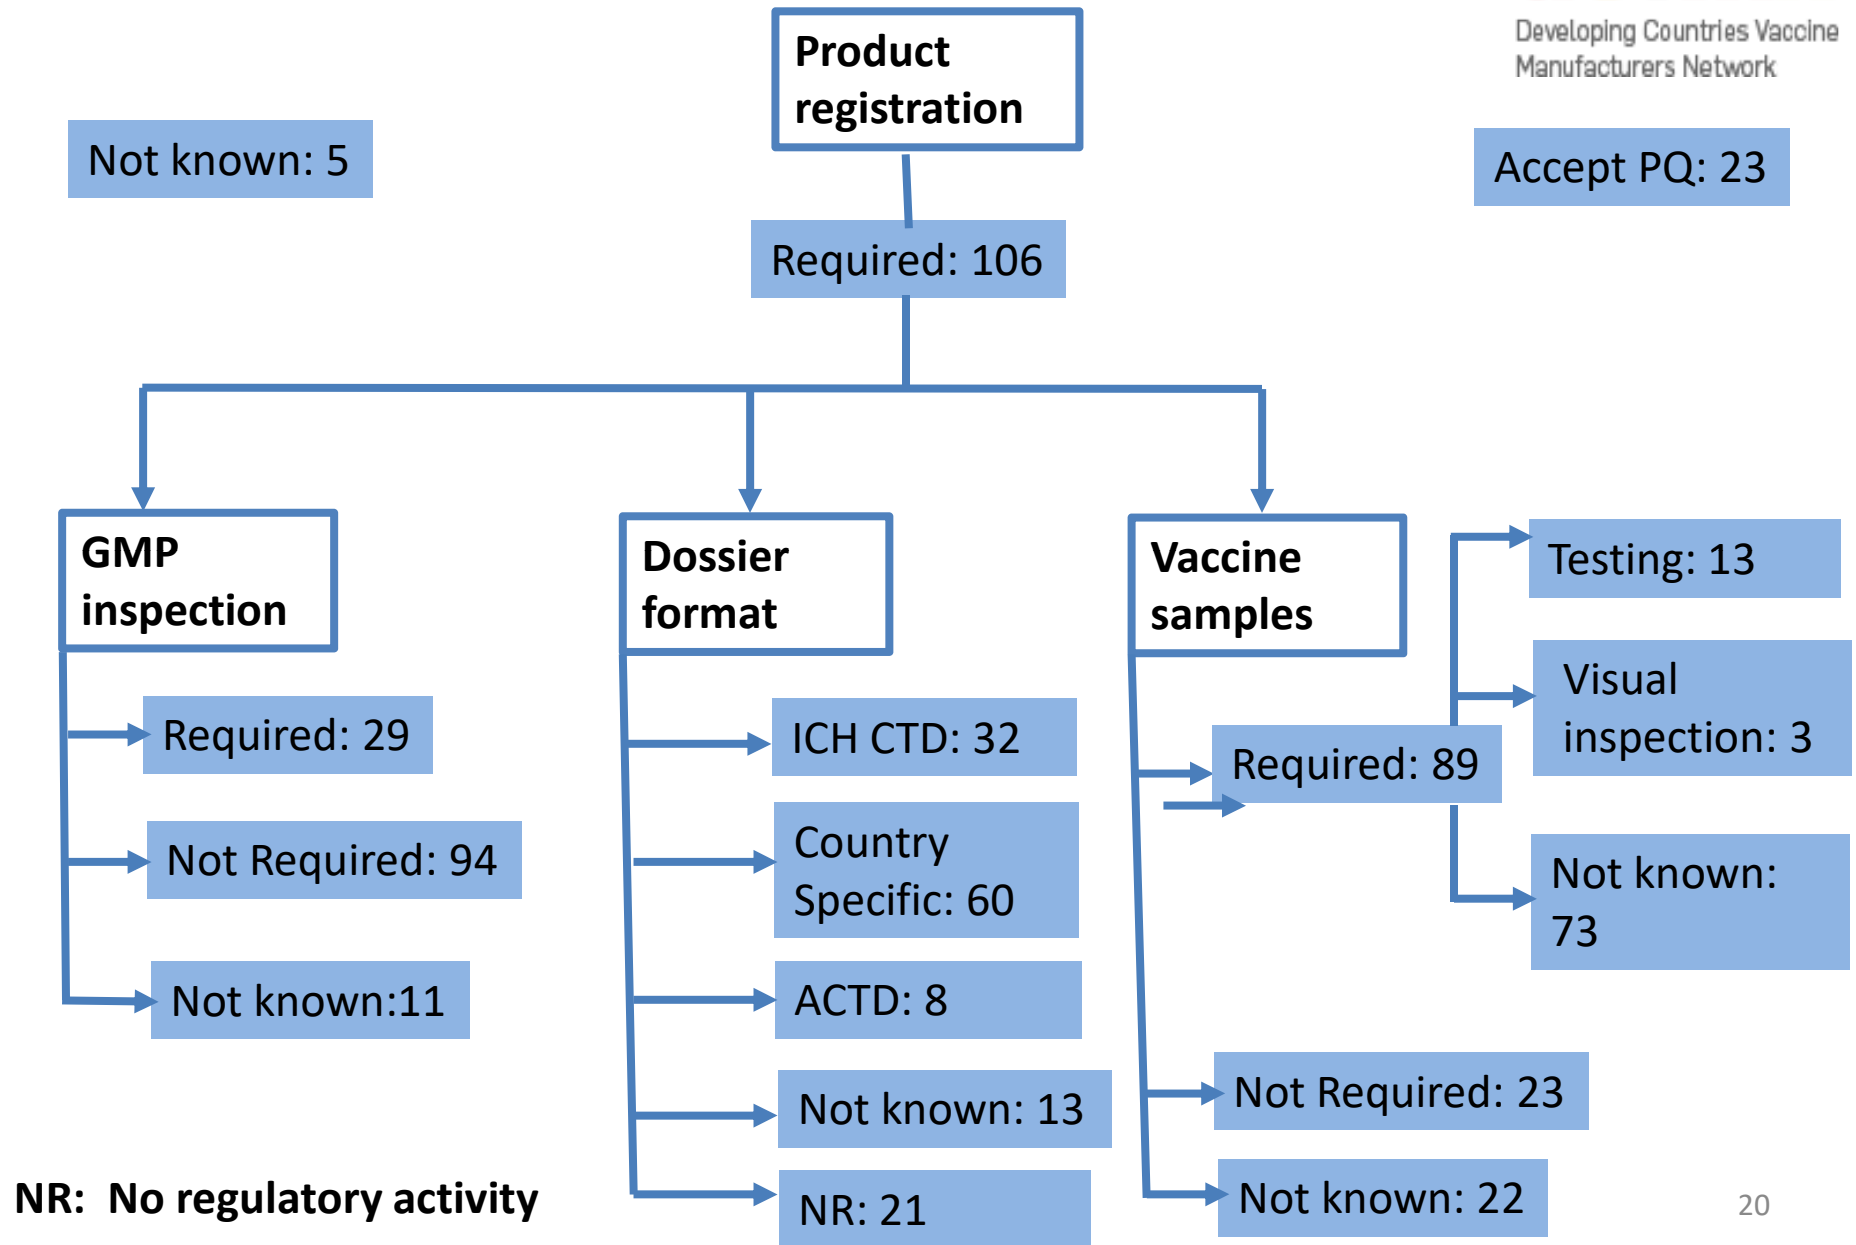 Developing Countries Vaccine
Manufacturers Network
Product
registration
Not known: 5
Accept PQ: 23
Required: 106
GMP
inspection
Required: 29
Not Required: 94
Not known:11
Dossier
format
ICH CTD: 32
Country
Specific: 60
ACTD: 8
Not known: 13
NR: 21
Vaccine
samples
Required: 89
Testing: 13
Visual
inspection: 3
Not known:
73
Not Required: 23
Not known: 22
NR:  No regulatory activity
20